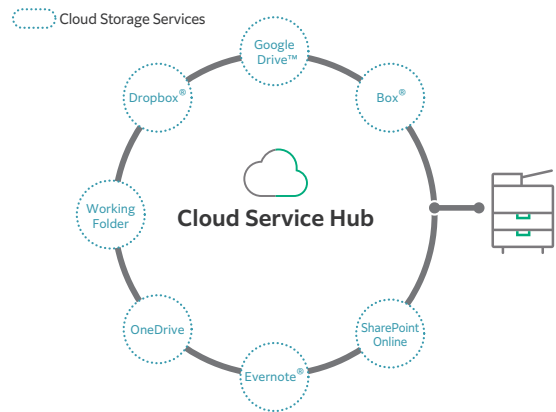 Cloud Storage Services
Google
Drive™
Dropbox®
Box®
Working
Folder
Cloud Service Hub
OneDrive
SharePoint
Online
Evernote®